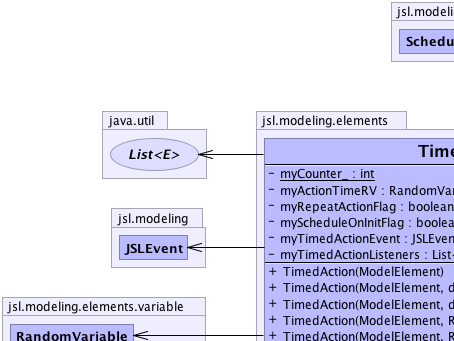 jsl.modeling
Schedu
java.util
List<E>
jsl.modeling.elements
Time
- myCounter_ : int
- myActionTimeRV : RandomVar
- myRepeatActionFlag : boolean
- myScheduleOnInitFlag : boolea
- myTimedActionEvent : JSLEven
- myTimedActionListeners : List<
+ TimedAction(ModelElement)
+ TimedAction(ModelElement, d
+ TimedAction(ModelElement, d
+ TimedAction(ModelElement, R
+ TimedAction(ModelElement, R
jsl.modeling
JSLEvent
jsl.modeling.elements.variable
RandomVariable